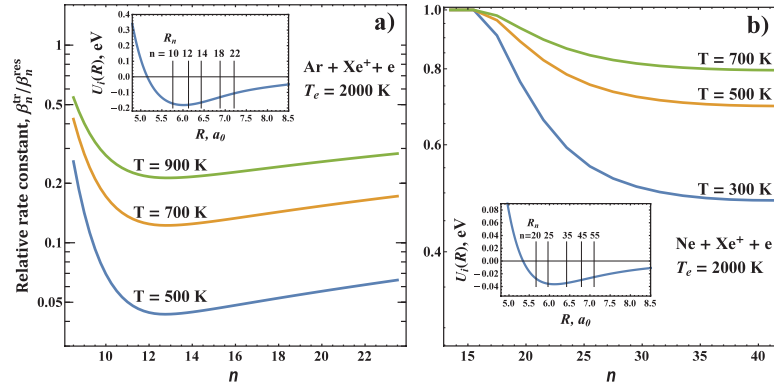 a)
Relative rate constant, β_n^tr/β_n^res
1
0.5
0.2
0.1
0.05
10 12 14 16 18 20 22
n
Ar + Xe⁺ + e
T_e = 2000 K
T = 900 K
T = 700 K
T = 500 K
U_i(R), eV
0.4
0.3
0.2
0.1
0.0
−0.1
−0.2
R_n
n = 10 12 14 18 22
5.0 5.5 6.0 6.5 7.0 7.5 8.0 8.5
R, a₀
b)
1.0
0.8
0.6
0.4
15 20 25 30 35 40
n
T = 700 K
T = 500 K
T = 300 K
Ne + Xe⁺ + e
T_e = 2000 K
U_i(R), eV
0.08
0.06
0.04
0.02
0.00
−0.02
−0.04
R_n
n=20 25 35 45 55
5.0 5.5 6.0 6.5 7.0 7.5 8.0 8.5
R, a₀